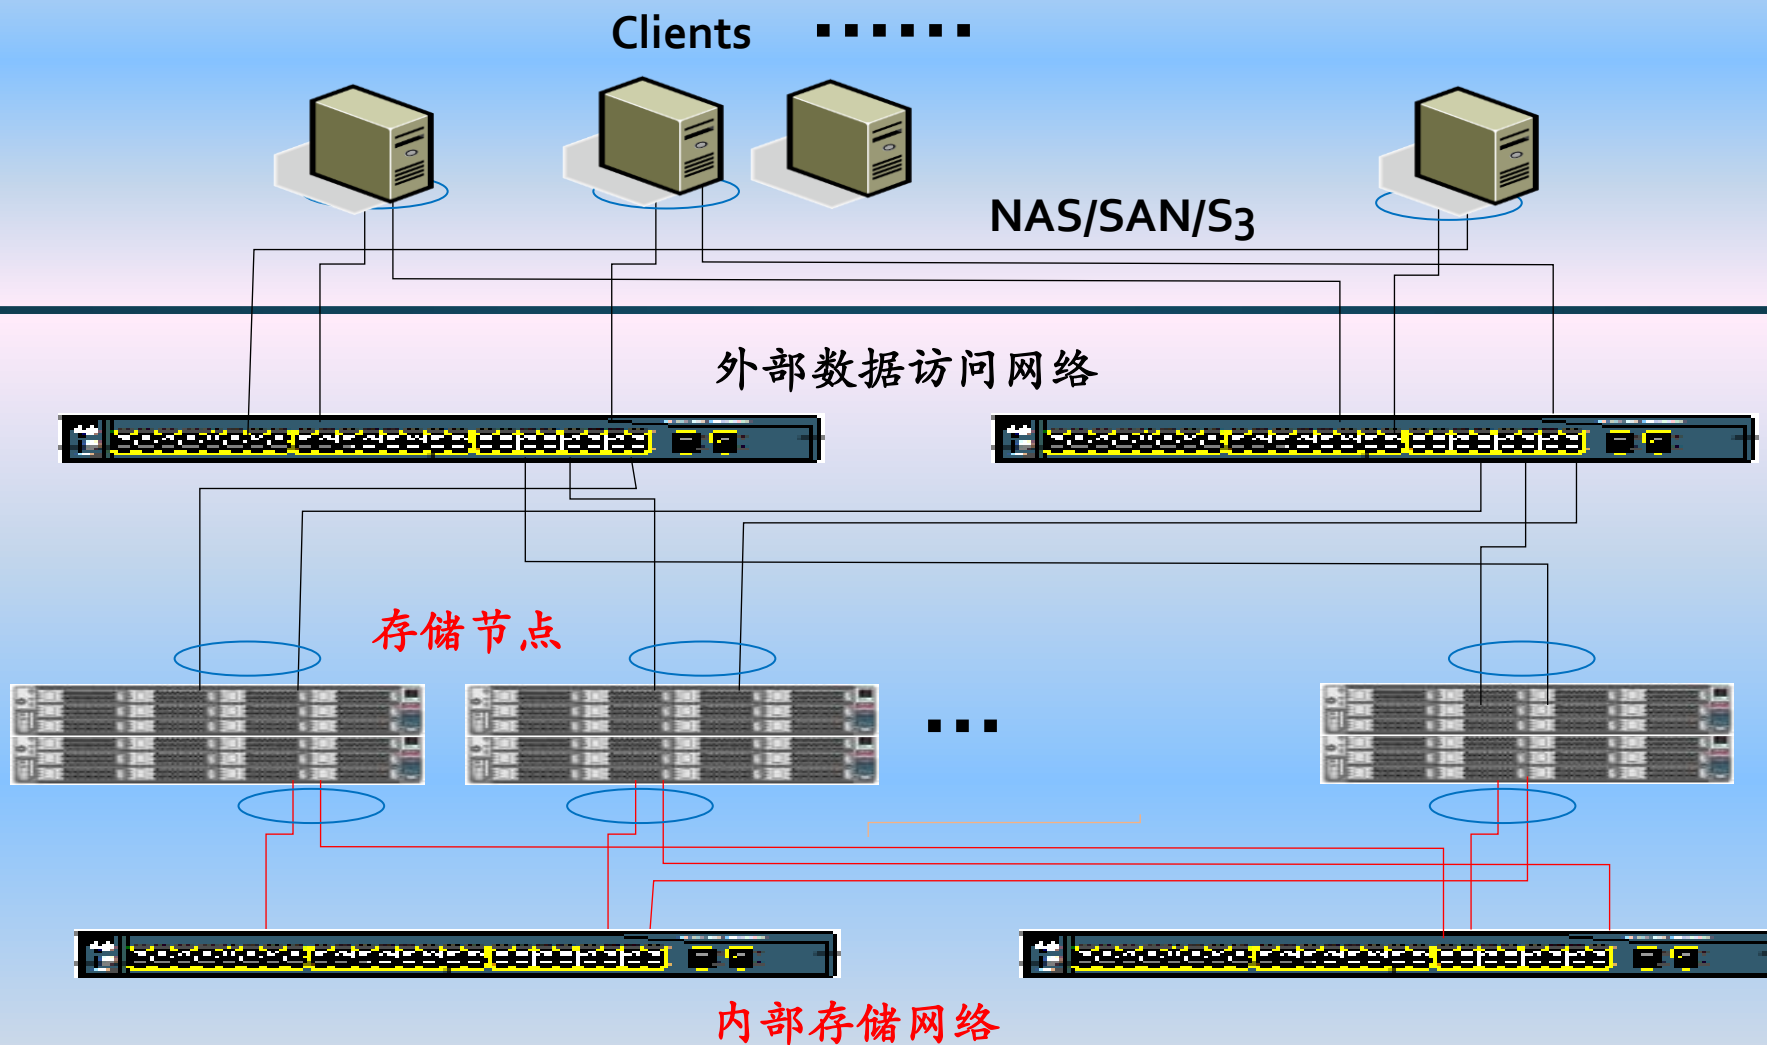 Clients ......
NAS/SAN/S3
外部数据访问网络
存储节点
...
内部存储网络